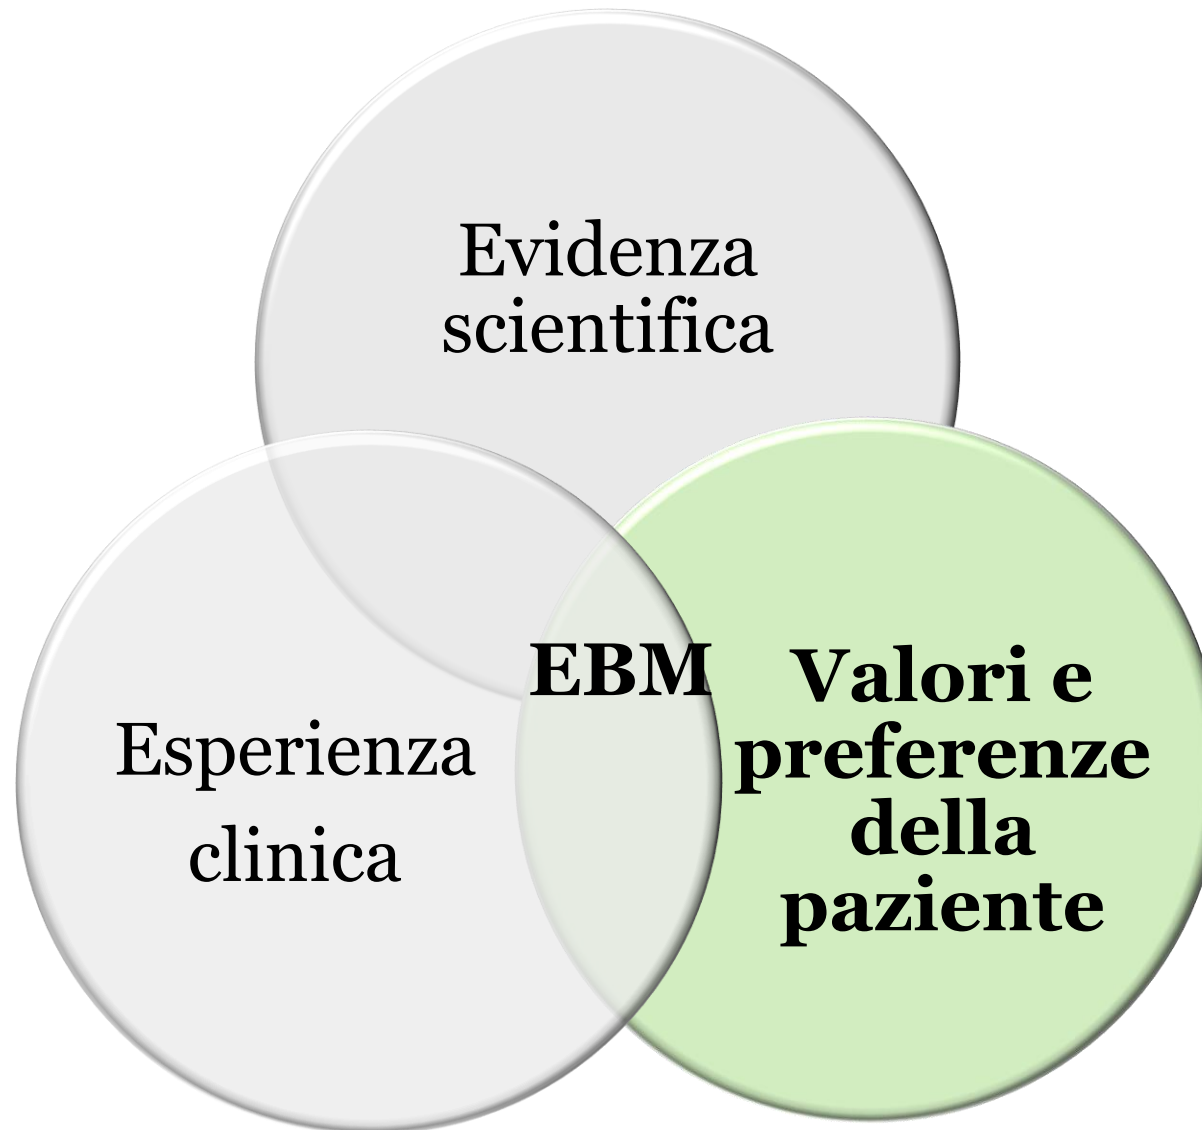 Evidenza
scientifica
EBM
Esperienza
clinica
Valori e
preferenze
della
paziente